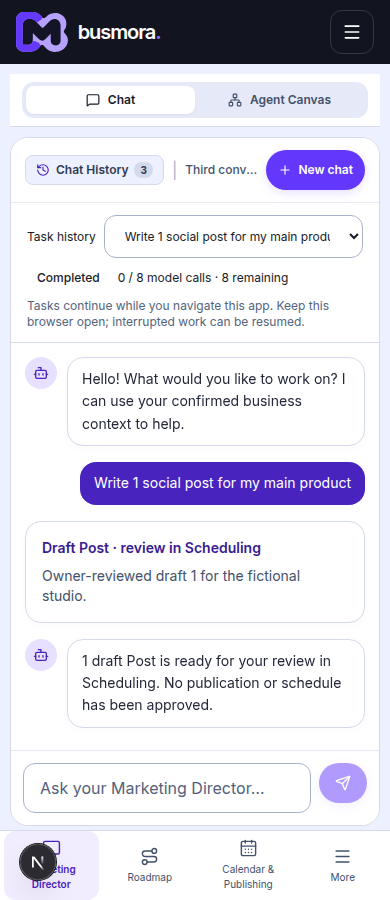 busmora.
Chat
Agent Canvas
Chat History 3
Third conv...
+ New chat
Task history
Write 1 social post for my main produ
Completed 0 / 8 model calls · 8 remaining
Tasks continue while you navigate this app. Keep this
browser open; interrupted work can be resumed.
Hello! What would you like to work on? I
can use your confirmed business
context to help.
Write 1 social post for my main product
Draft Post · review in Scheduling
Owner-reviewed draft 1 for the fictional
studio.
1 draft Post is ready for your review in
Scheduling. No publication or schedule
has been approved.
Ask your Marketing Director...
N
Director
Roadmap
Calendar &
Publishing
More